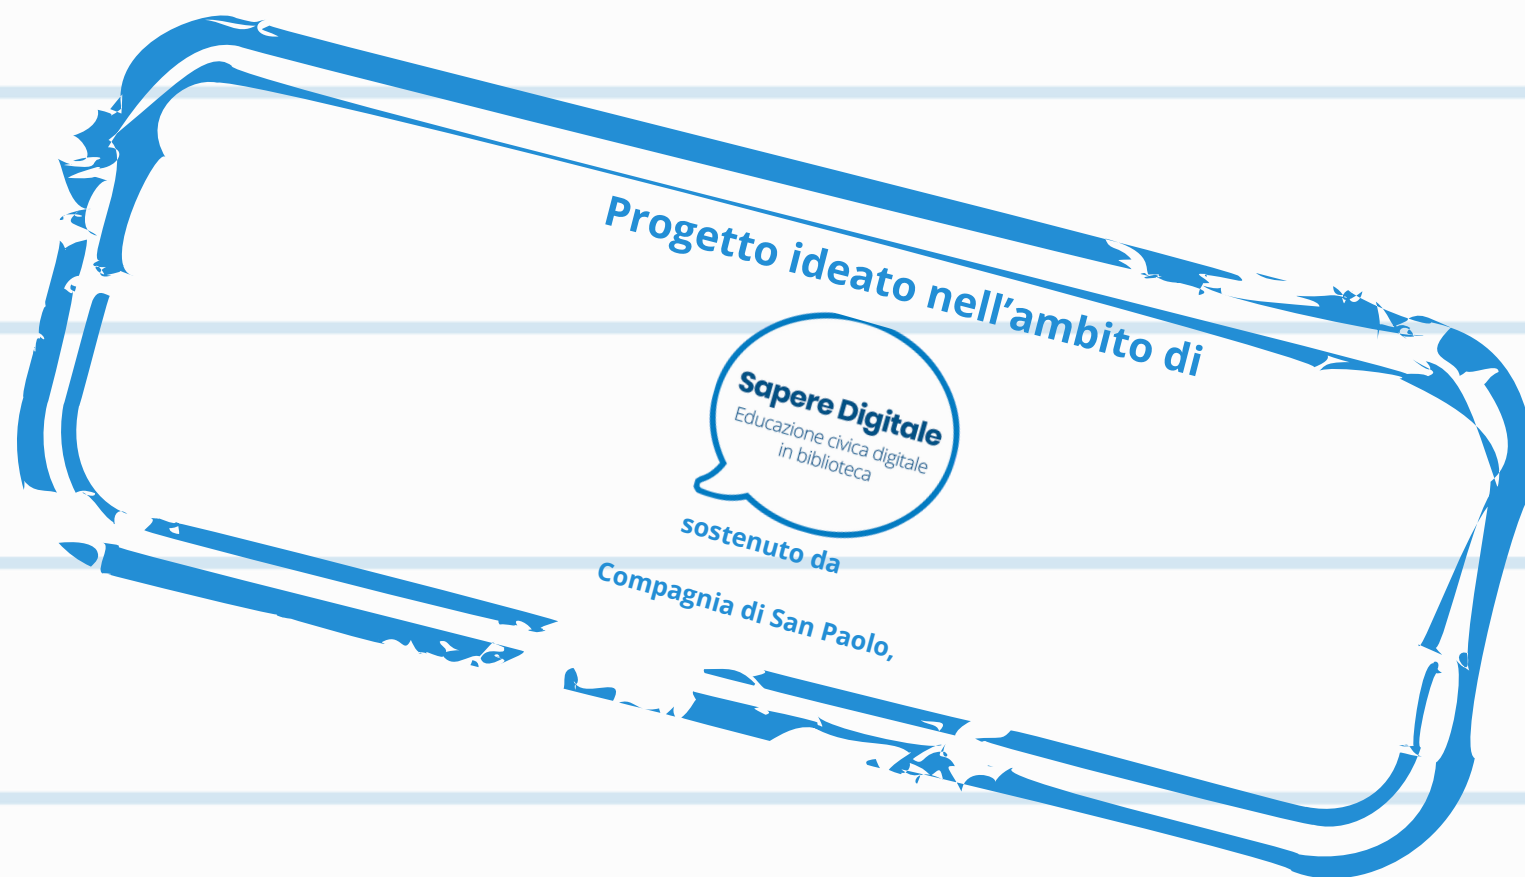 Progetto ideato nell’ambito di
Sapere Digitale
Educazione civica digitale
in biblioteca
sostenuto da
Compagnia di San Paolo,